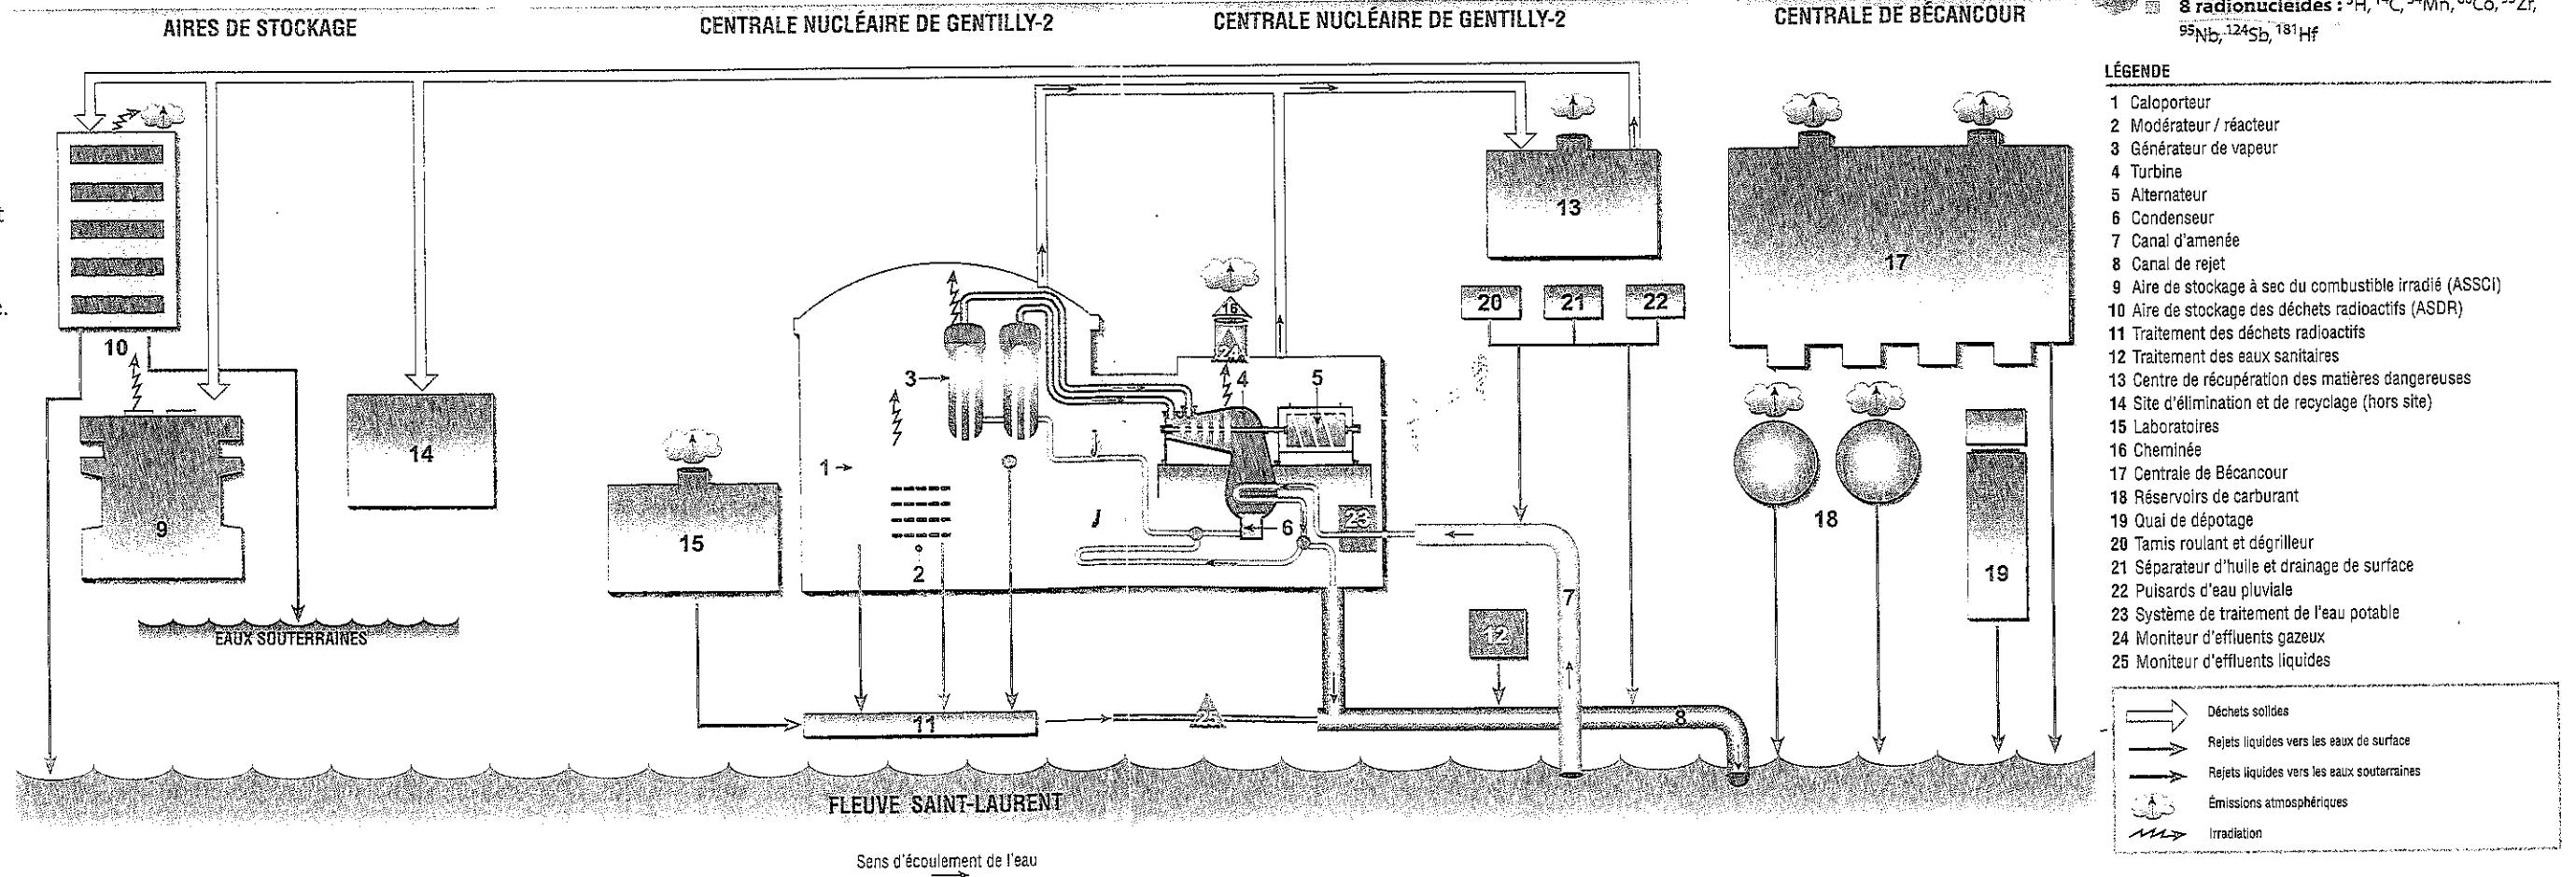 AIRES DE STOCKAGE
CENTRALE NUCLÉAIRE DE GENTILLY-2
CENTRALE NUCLÉAIRE DE GENTILLY-2
CENTRALE DE BÉCANCOUR
8 radionucléides : ³H, ¹⁴C, ⁵⁴Mn, ⁶⁰Co, ⁹⁵Zr,
⁹⁵Nb, ¹²⁴Sb, ¹⁸¹Hf
LÉGENDE
1 Caloporteur
2 Modérateur / réacteur
3 Générateur de vapeur
4 Turbine
5 Alternateur
6 Condenseur
7 Canal d'amenée
8 Canal de rejet
9 Aire de stockage à sec du combustible irradié (ASSCI)
10 Aire de stockage des déchets radioactifs (ASDR)
11 Traitement des déchets radioactifs
12 Traitement des eaux sanitaires
13 Centre de récupération des matières dangereuses
14 Site d'élimination et de recyclage (hors site)
15 Laboratoires
16 Cheminée
17 Centrale de Bécancour
18 Réservoirs de carburant
19 Quai de dépotage
20 Tamis roulant et dégrilleur
21 Séparateur d'huile et drainage de surface
22 Puisards d'eau pluviale
23 Système de traitement de l'eau potable
24 Moniteur d'effluents gazeux
25 Moniteur d'effluents liquides
Déchets solides
Rejets liquides vers les eaux de surface
Rejets liquides vers les eaux souterraines
Émissions atmosphériques
Irradiation
10
9
14
EAUX SOUTERRAINES
15
1
2
3
4
5
6
16
24
23
13
20
21
22
17
18
19
12
7
8
11
25
FLEUVE SAINT-LAURENT
Sens d'écoulement de l'eau